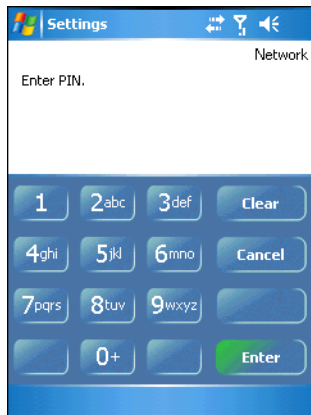 Settings
Network
Enter PIN.
1 2abc 3def Clear
4ghi 5jkl 6mno Cancel
7pqrs 8tuv 9wxyz
0+ Enter